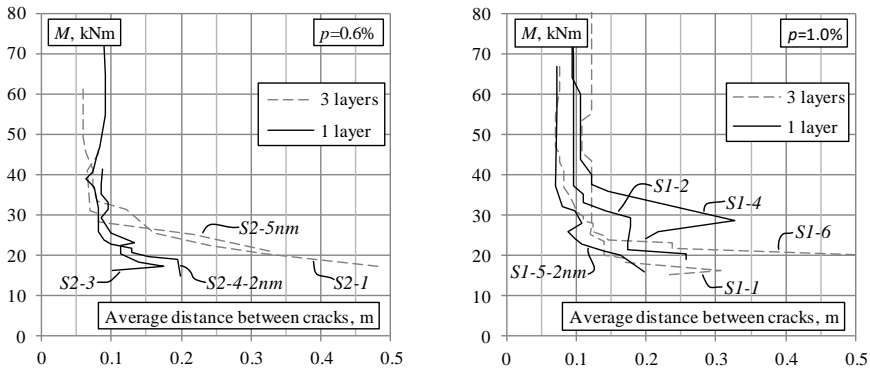 80
70
60
50
40
30
20
10
0
M, kNm
p=0.6%
3 layers
1 layer
S2-5nm
S2-3
S2-4-2nm
S2-1
Average distance between cracks, m
0 0.1 0.2 0.3 0.4 0.5
80
70
60
50
40
30
20
10
0
M, kNm
p=1.0%
3 layers
1 layer
S1-2
S1-4
S1-6
S1-5-2nm
S1-1
Average distance between cracks, m
0 0.1 0.2 0.3 0.4 0.5